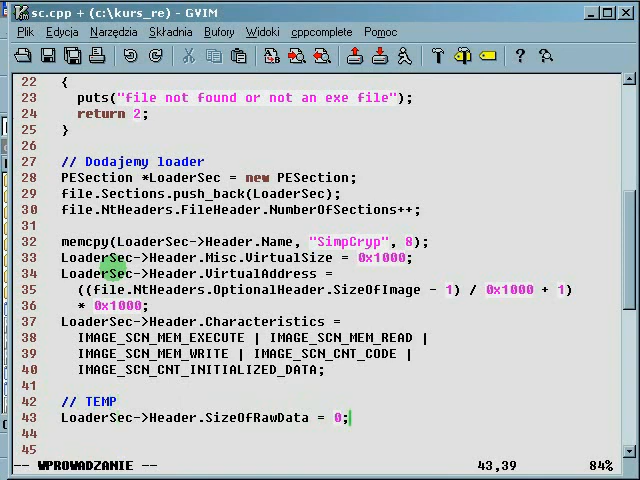 sc.cpp + (c:\kurs_re) - GVIM
Plik Edycja Narzędzia Składnia Bufory Widoki cppcomplete Pomoc
22 {
23 puts("file not found or not an exe file");
24 return 2;
25 }
26
27 // Dodajemy loader
28 PESection *LoaderSec = new PESection;
29 file.Sections.push_back(LoaderSec);
30 file.NtHeaders.FileHeader.NumberOfSections++;
31
32 memcpy(LoaderSec->Header.Name, "SimpCryp", 8);
33 LoaderSec->Header.Misc.VirtualSize = 0x1000;
34 LoaderSec->Header.VirtualAddress =
35 ((file.NtHeaders.OptionalHeader.SizeOfImage - 1) / 0x1000 + 1)
36 * 0x1000;
37 LoaderSec->Header.Characteristics =
38 IMAGE_SCN_MEM_EXECUTE | IMAGE_SCN_MEM_READ |
39 IMAGE_SCN_MEM_WRITE | IMAGE_SCN_CNT_CODE |
40 IMAGE_SCN_CNT_INITIALIZED_DATA;
41
42 // TEMP
43 LoaderSec->Header.SizeOfRawData = 0;
44
45
-- WPROWADZANIE -- 43,39 84%